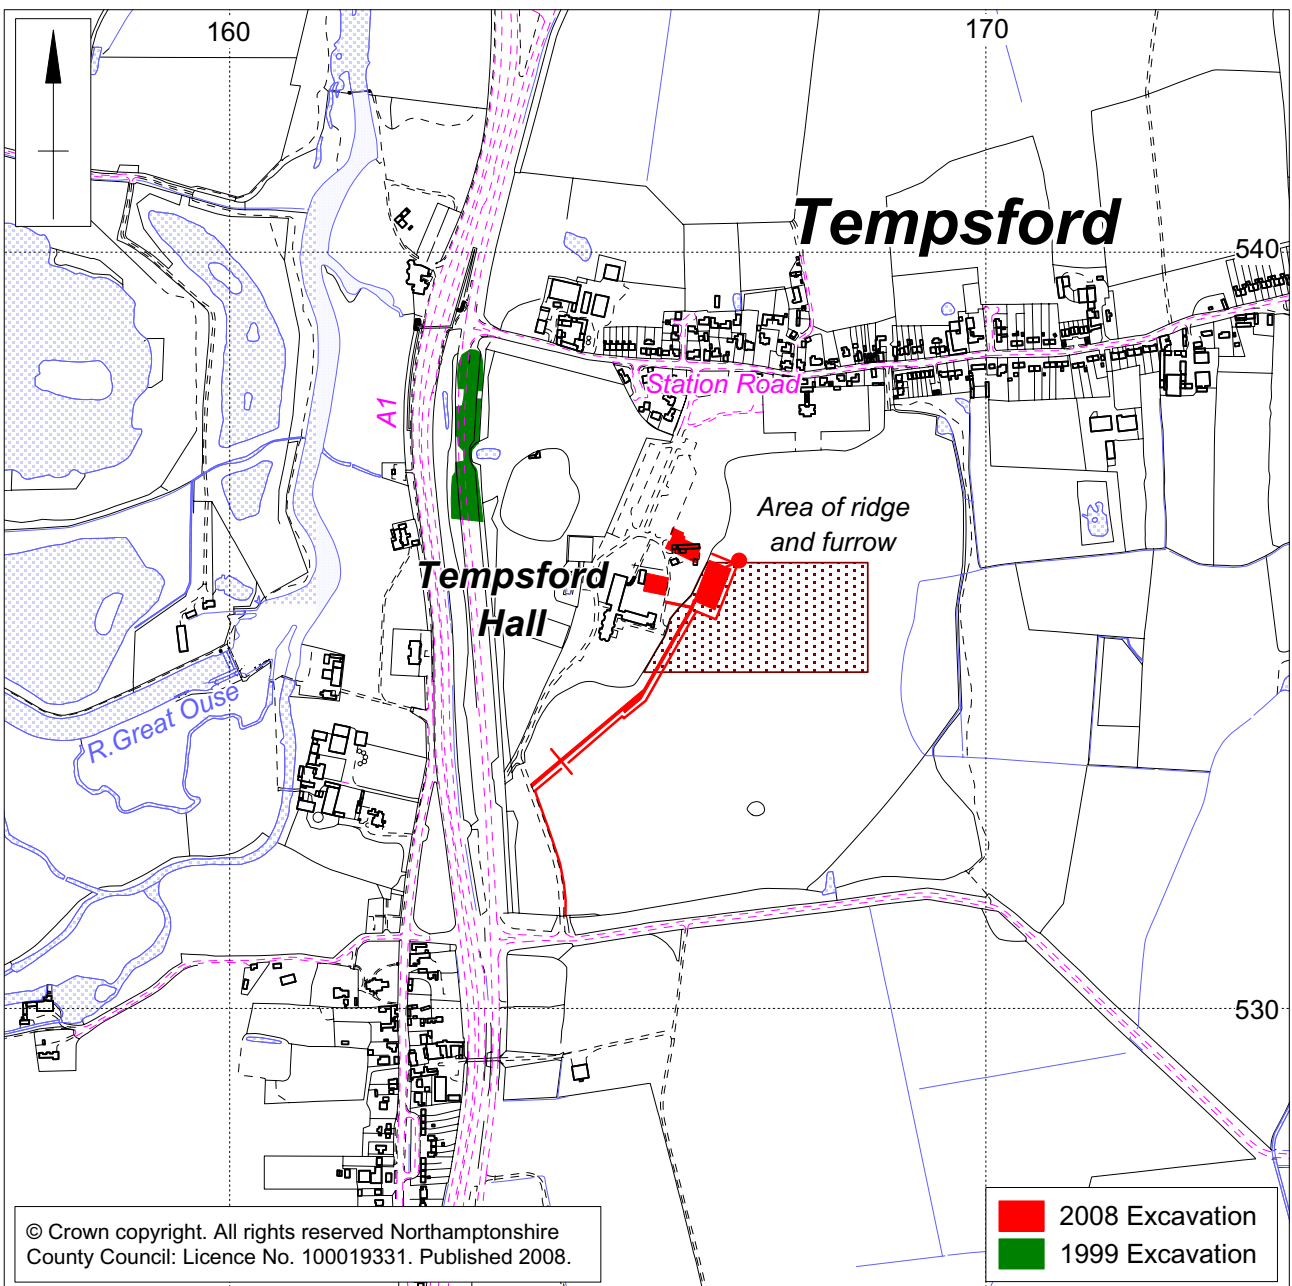 160
170
Tempsford
540
Station Road
A1
Area of ridge
and furrow
Tempsford
Hall
R.Great Ouse
530
© Crown copyright. All rights reserved Northamptonshire
County Council: Licence No. 100019331. Published 2008.
2008 Excavation
1999 Excavation